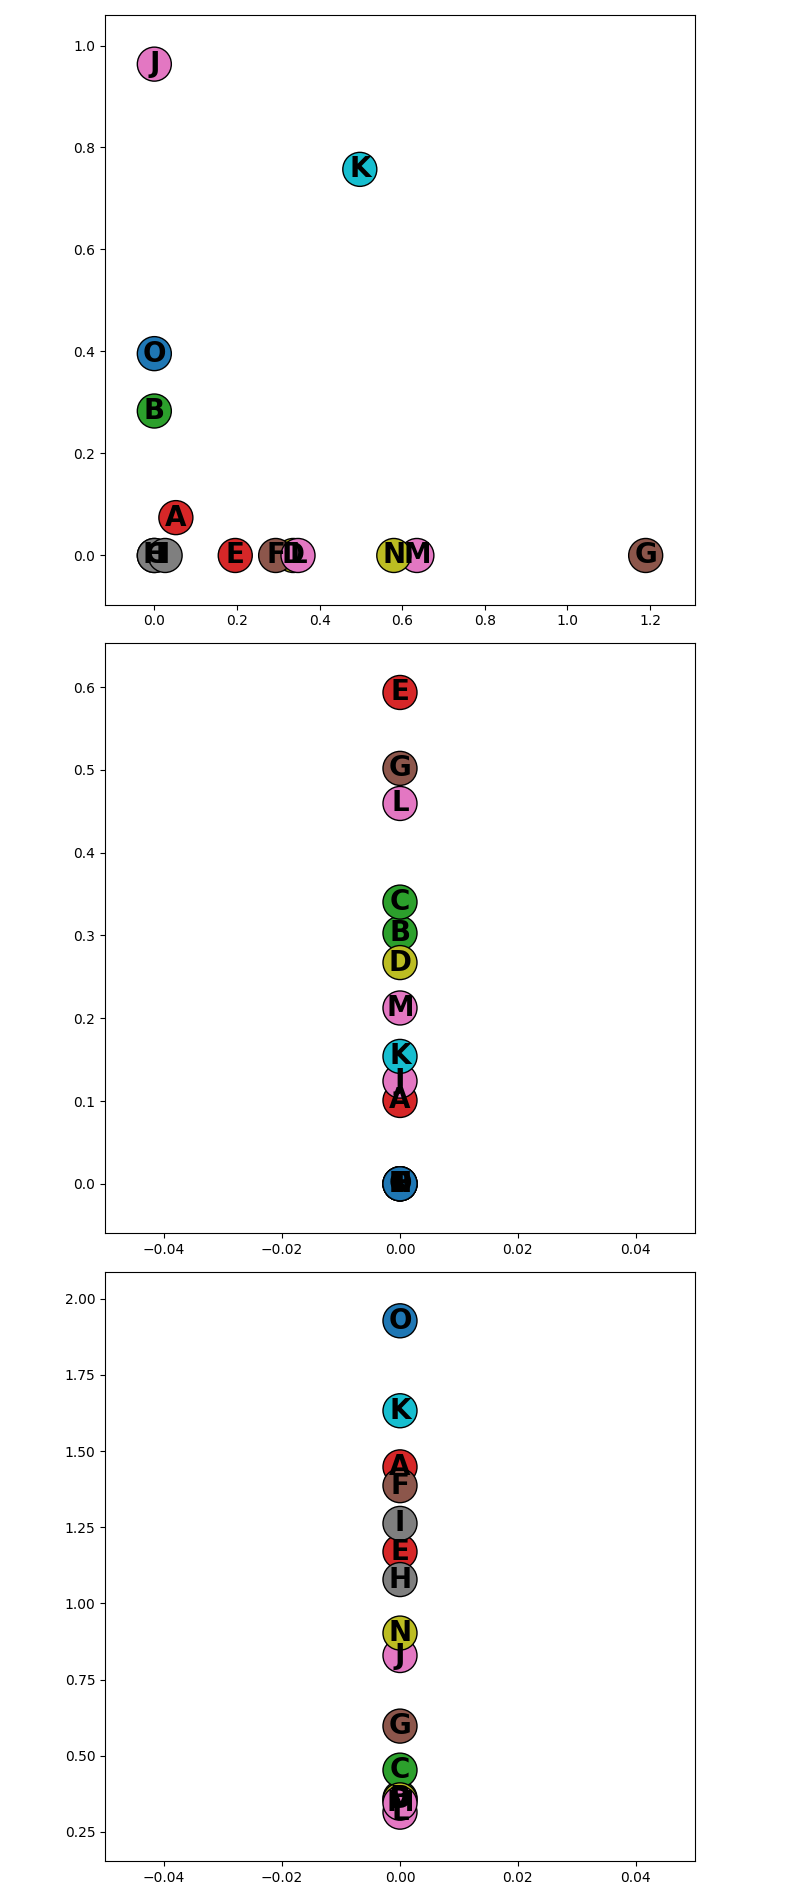 1.0
J
0.8
K
0.6
0.4
O
B
0.2
A
0.0
I E F D L N M G
0.0 0.2 0.4 0.6 0.8 1.0 1.2
0.6
E
0.5
G
L
0.4
C
0.3
B
D
0.2
M
K
J
0.1
A
0.0
−0.04 −0.02 0.00 0.02 0.04
2.00
O
1.75
K
1.50
A
F
1.25
I
E
H
1.00
N
J
0.75
G
0.50
C
M
L
0.25
−0.04 −0.02 0.00 0.02 0.04